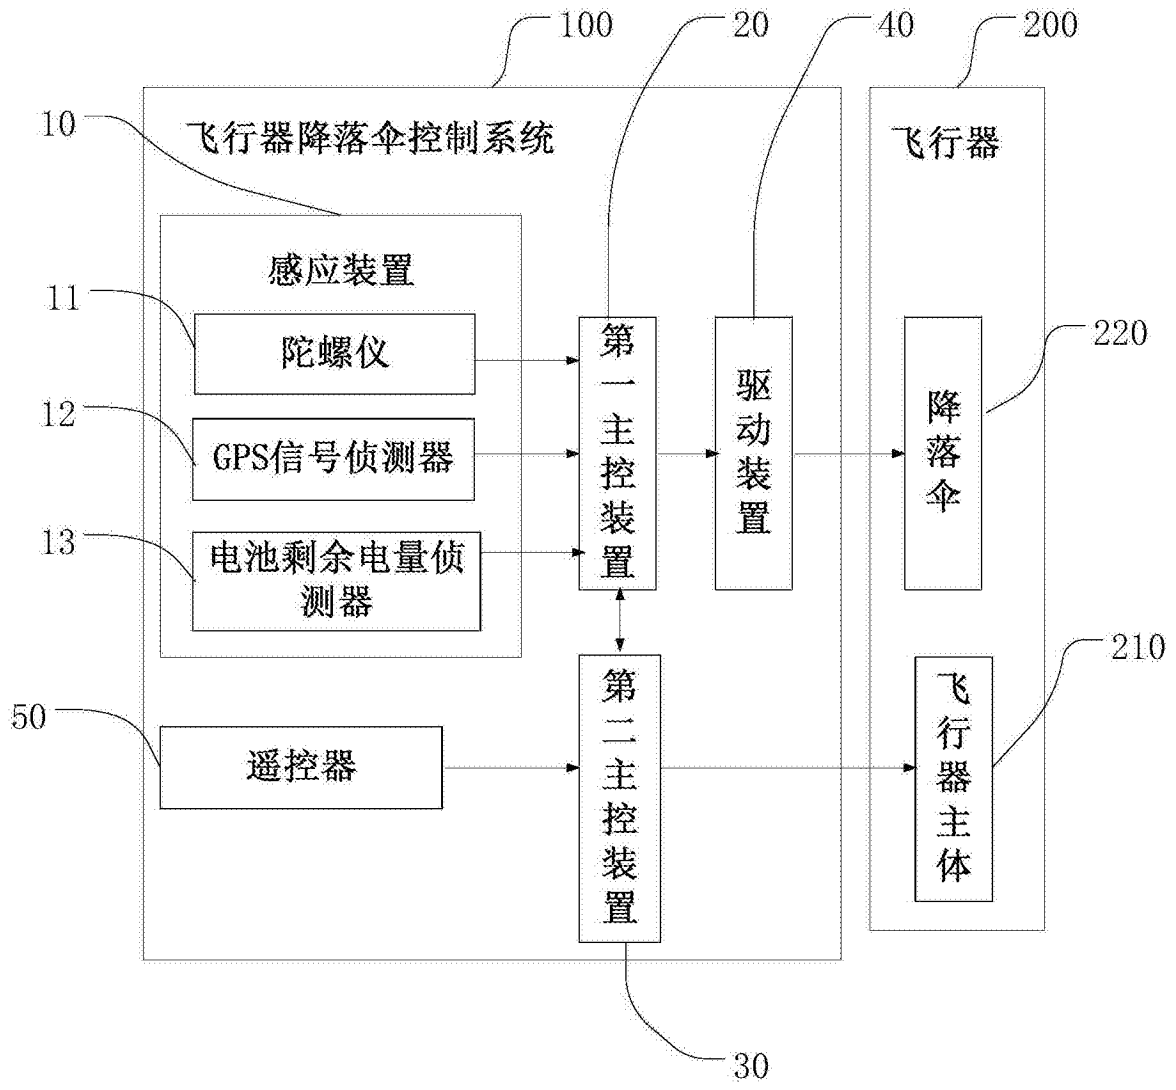 100
20
40
200
10
飞行器降落伞控制系统
飞行器
感应装置
11
陀螺仪
第一主控装置
驱动装置
降落伞
220
12
GPS信号侦测器
13
电池剩余电量侦
测器
210
50
遥控器
第二主控装置
飞行器主体
30